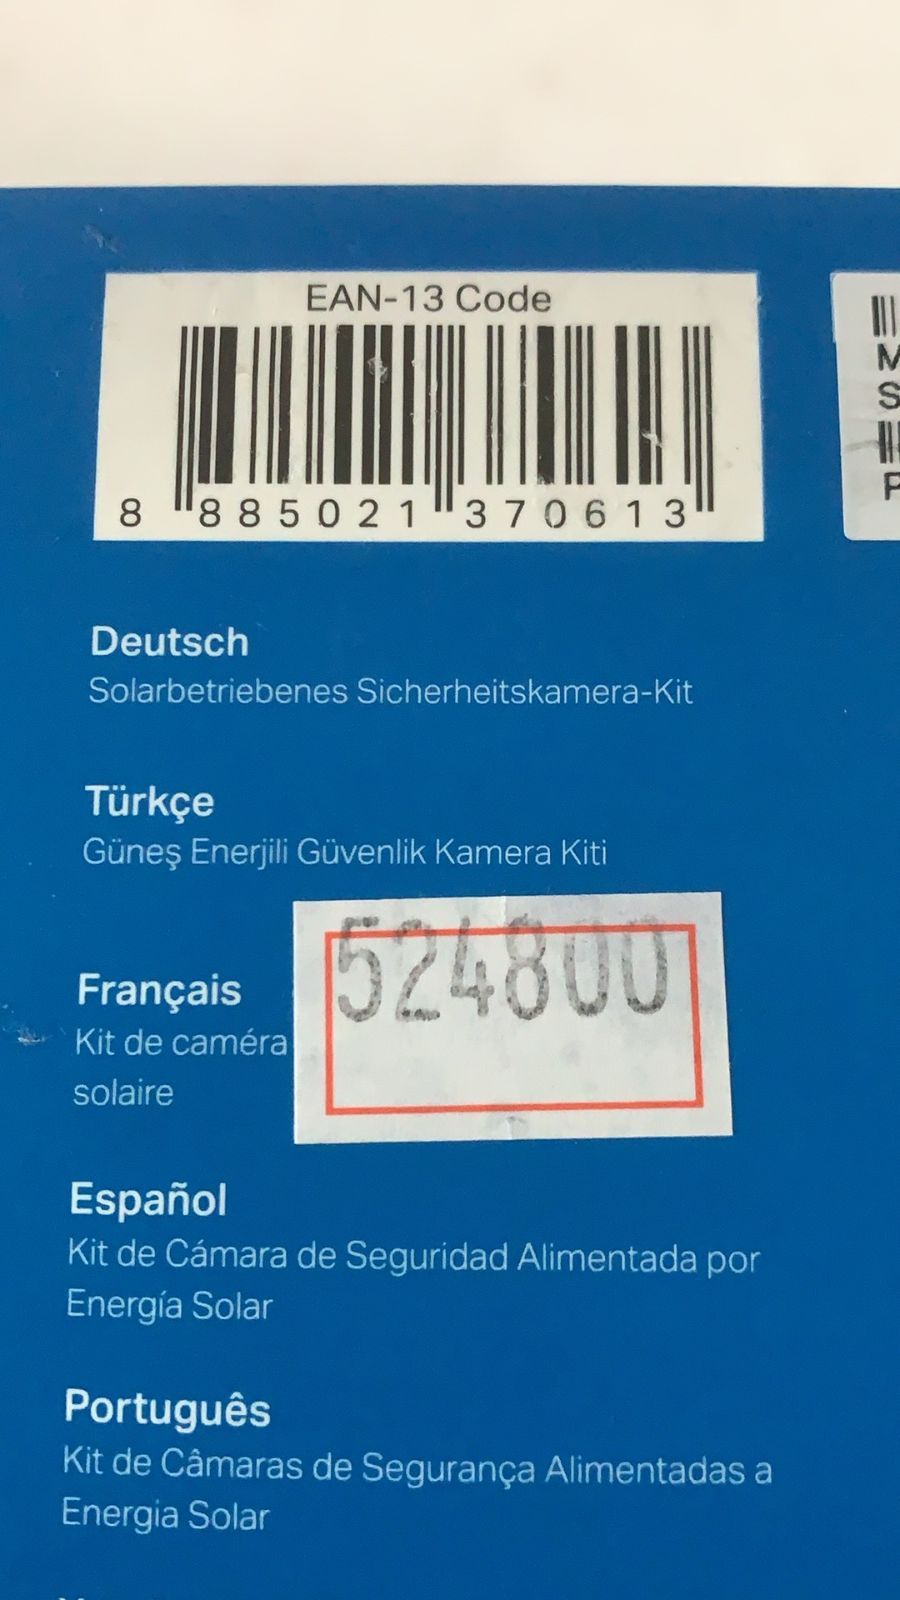 EAN-13 Code
8 885021 370613
M
S
P
Deutsch
Solarbetriebenes Sicherheitskamera-Kit
Türkçe
Güneş Enerjili Güvenlik Kamera Kiti
524800
Français
Kit de caméra
solaire
Español
Kit de Cámara de Seguridad Alimentada por
Energía Solar
Português
Kit de Câmaras de Segurança Alimentadas a
Energia Solar